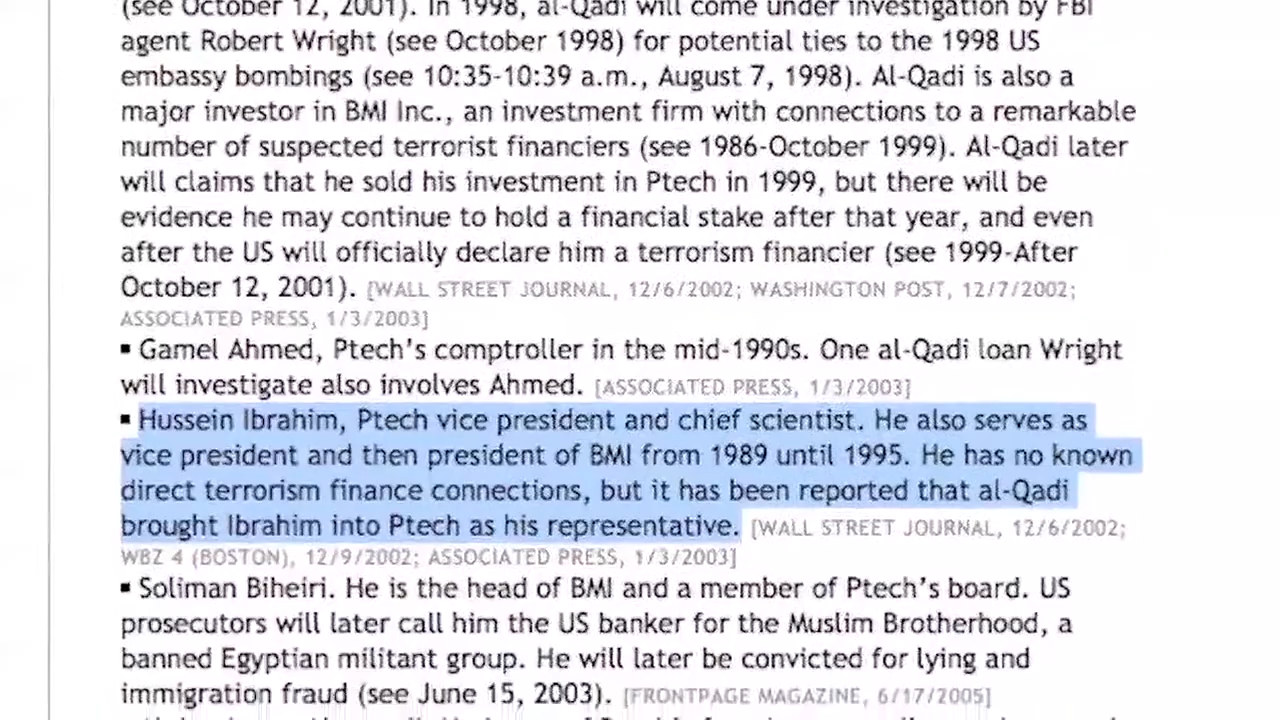 (see October 12, 2001). In 1998, al-Qadi will come under investigation by FBI
agent Robert Wright (see October 1998) for potential ties to the 1998 US
embassy bombings (see 10:35-10:39 a.m., August 7, 1998). Al-Qadi is also a
major investor in BMI Inc., an investment firm with connections to a remarkable
number of suspected terrorist financiers (see 1986-October 1999). Al-Qadi later
will claims that he sold his investment in Ptech in 1999, but there will be
evidence he may continue to hold a financial stake after that year, and even
after the US will officially declare him a terrorism financier (see 1999-After
October 12, 2001). [WALL STREET JOURNAL, 12/6/2002; WASHINGTON POST, 12/7/2002;
ASSOCIATED PRESS, 1/3/2003]
▪ Gamel Ahmed, Ptech's comptroller in the mid-1990s. One al-Qadi loan Wright
will investigate also involves Ahmed. [ASSOCIATED PRESS, 1/3/2003]
▪ Hussein Ibrahim, Ptech vice president and chief scientist. He also serves as
vice president and then president of BMI from 1989 until 1995. He has no known
direct terrorism finance connections, but it has been reported that al-Qadi
brought Ibrahim into Ptech as his representative. [WALL STREET JOURNAL, 12/6/2002;
WBZ 4 (BOSTON), 12/9/2002; ASSOCIATED PRESS, 1/3/2003]
▪ Soliman Biheiri. He is the head of BMI and a member of Ptech's board. US
prosecutors will later call him the US banker for the Muslim Brotherhood, a
banned Egyptian militant group. He will later be convicted for lying and
immigration fraud (see June 15, 2003). [FRONTPAGE MAGAZINE, 6/17/2005]